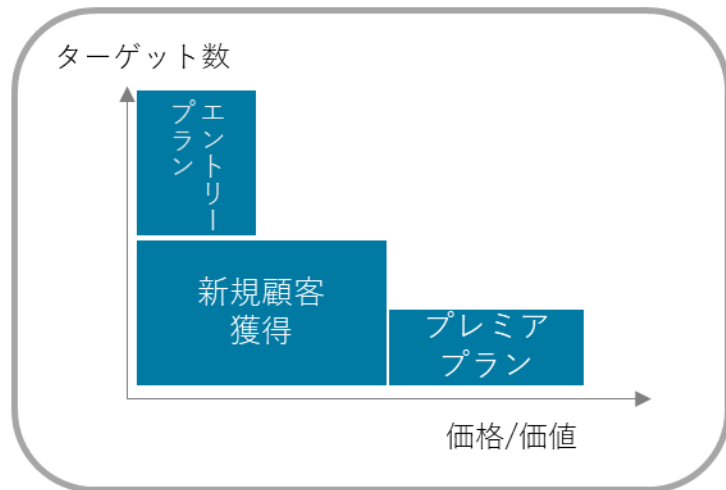 ターゲット数
エントリー
プラン
新規顧客
獲得
プレミア
プラン
価格/価値